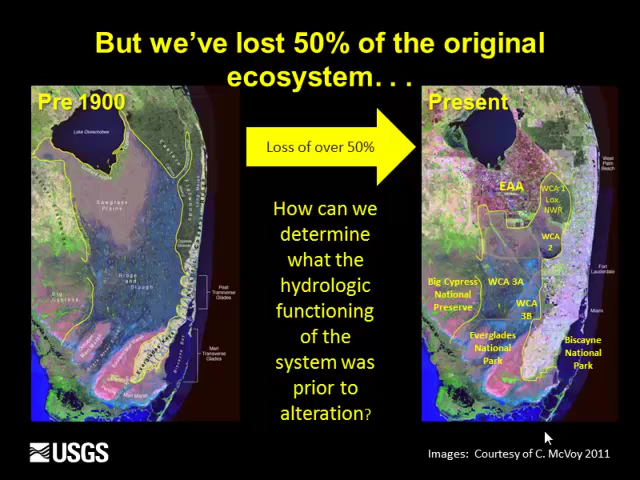 But we've lost 50% of the original
ecosystem. . .
Pre 1900
Lake Okeechobee
Sawgrass
Plains
Ridge
and
Slough
Big
Cypress
Peat
Transverse
Glades
Marl
Transverse
Glades
Marl Marsh
Loss of over 50%
How can we
determine
what the
hydrologic
functioning
of the
system was
prior to
alteration?
Present
EAA
WCA 1
Lox.
NWR
WCA
2
West
Palm
Beach
Fort
Lauderdale
Big Cypress
National
Preserve
WCA 3A
WCA
3B
Miami
Everglades
National
Park
Biscayne
National
Park
USGS
Images: Courtesy of C. McVoy 2011